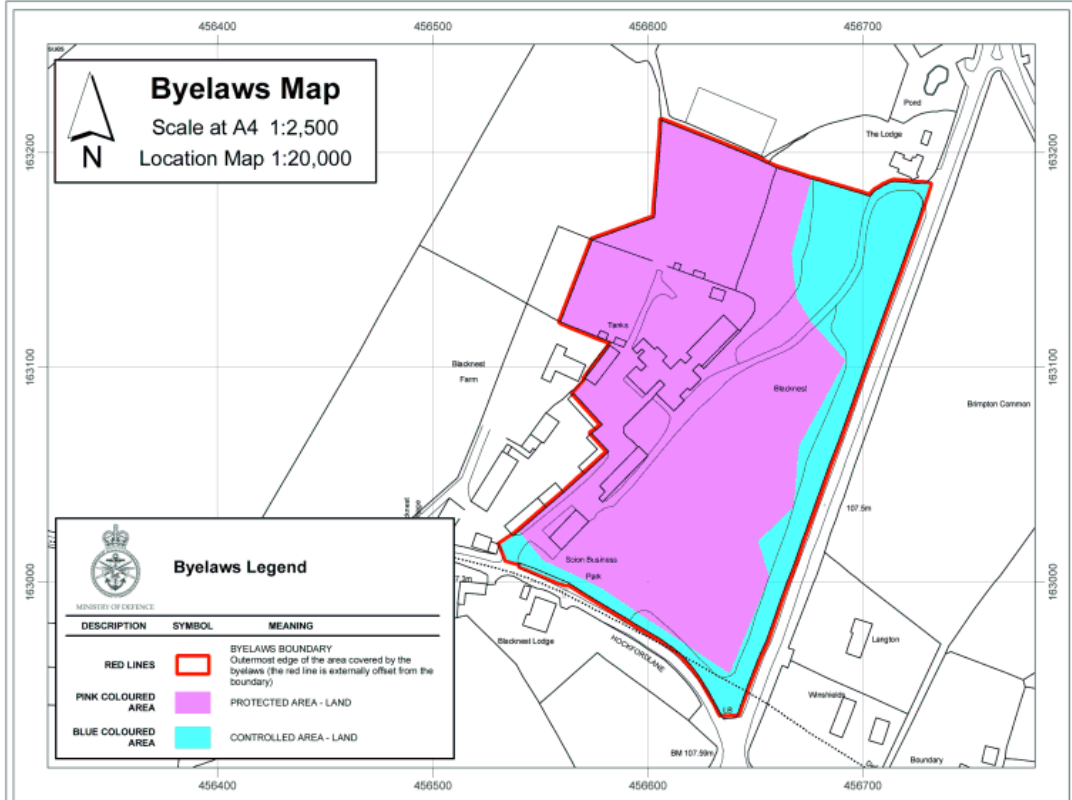 456400 456500 456600 456700
Byelaws Map
Scale at A4 1:2,500
Location Map 1:20,000
N
Pond
The Lodge
163200 163200
Tanks
Blacknest
Farm
163100 163100
Blacknest
Brimpton Common
107.5m
Scion Business
Park
163000 163000
Blacknest Lodge
HOCKFORD LANE
Langton
Winshields
LB
BM 107.59m
Boundary
MINISTRY OF DEFENCE
Byelaws Legend
DESCRIPTION SYMBOL MEANING
RED LINES
BYELAWS BOUNDARY
Outermost edge of the area covered by the
byelaws (the red line is externally offset from the
boundary)
PINK COLOURED
AREA
PROTECTED AREA - LAND
BLUE COLOURED
AREA
CONTROLLED AREA - LAND
456400 456500 456600 456700